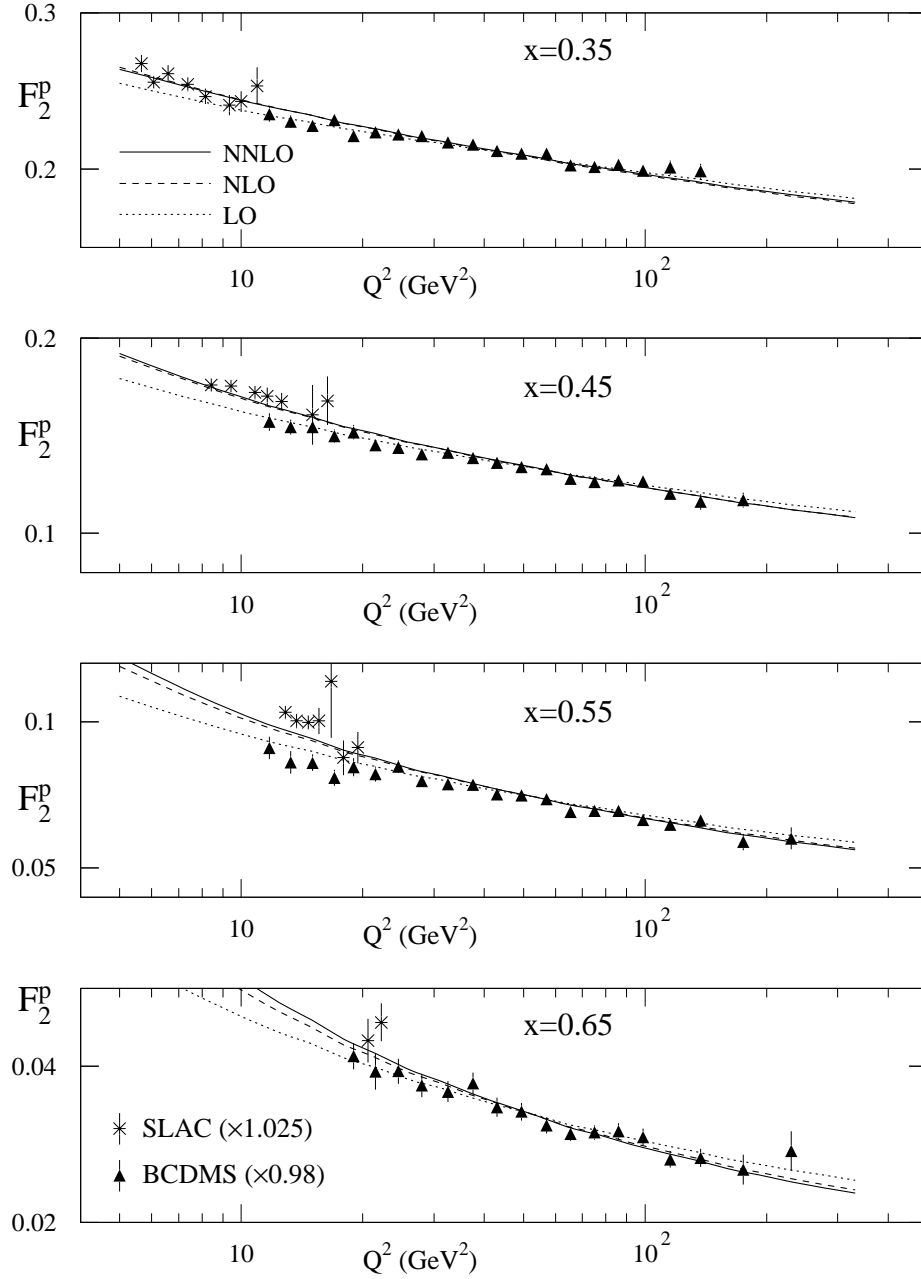 0.3
x=0.35
F₂ᵖ
NNLO
0.2
NLO
LO
10 10²
Q² (GeV²)
0.2
x=0.45
F₂ᵖ
0.1
10 10²
Q² (GeV²)
0.1
x=0.55
F₂ᵖ
0.05
10 10²
Q² (GeV²)
F₂ᵖ
x=0.65
0.04
SLAC (×1.025)
BCDMS (×0.98)
0.02
10 10²
Q² (GeV²)